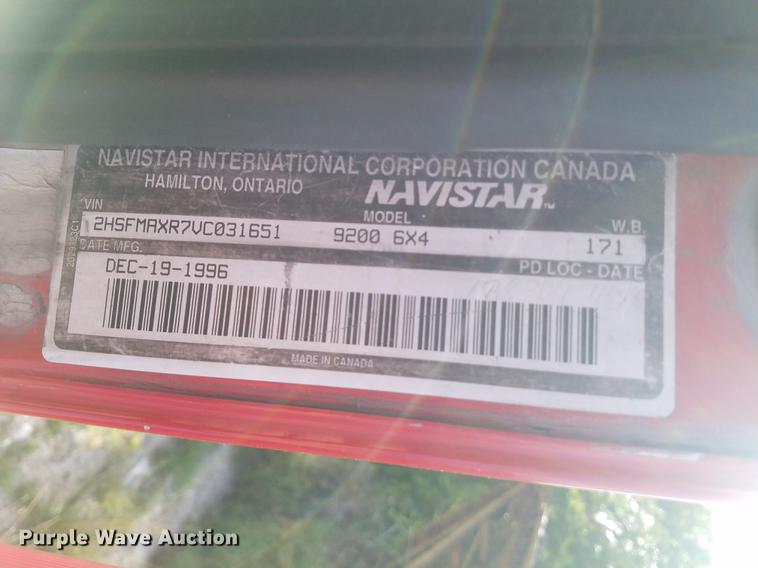 NAVISTAR INTERNATIONAL CORPORATION CANADA
HAMILTON, ONTARIO NAVISTAR™
VIN MODEL W.B.
2HSFMAXR7VC031651 9200 6X4 171
DATE MFG. PD LOC - DATE
DEC-19-1996
MADE IN CANADA
Purple Wave Auction